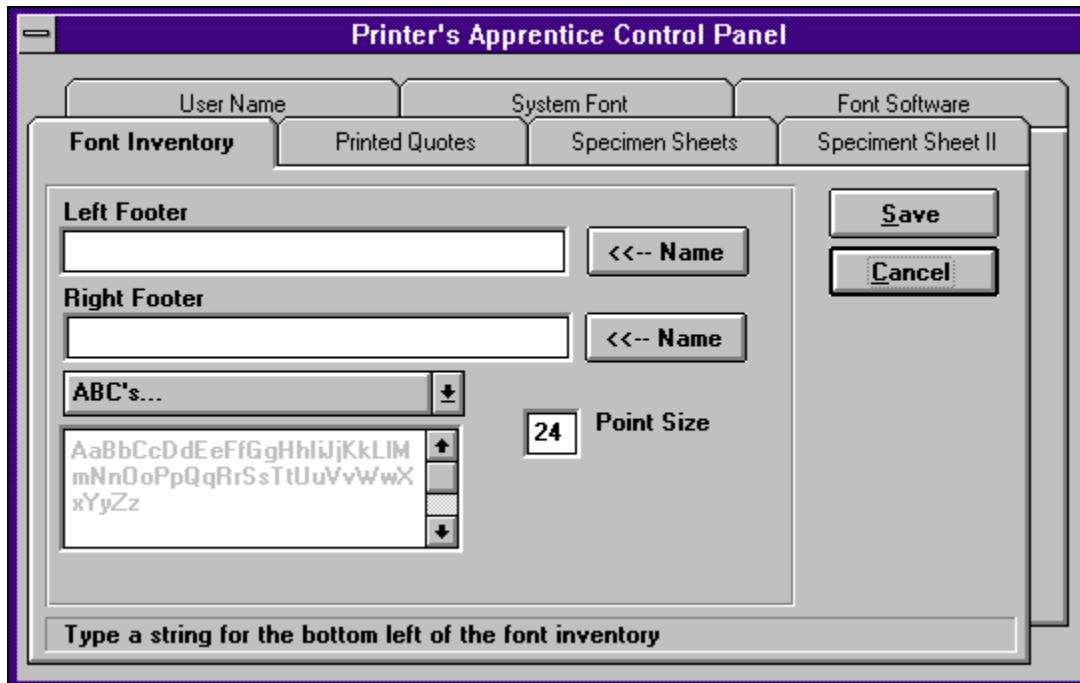 Printer's Apprentice Control Panel
User Name
System Font
Font Software
Font Inventory
Printed Quotes
Specimen Sheets
Speciment Sheet II
Left Footer
<<-- Name
Right Footer
<<-- Name
ABC's...
24
Point Size
AaBbCcDdEeFfGgHhIiJjKkLlM
mNnOoPpQqRrSsTtUuVvWwX
xYyZz
Save
Cancel
Type a string for the bottom left of the font inventory